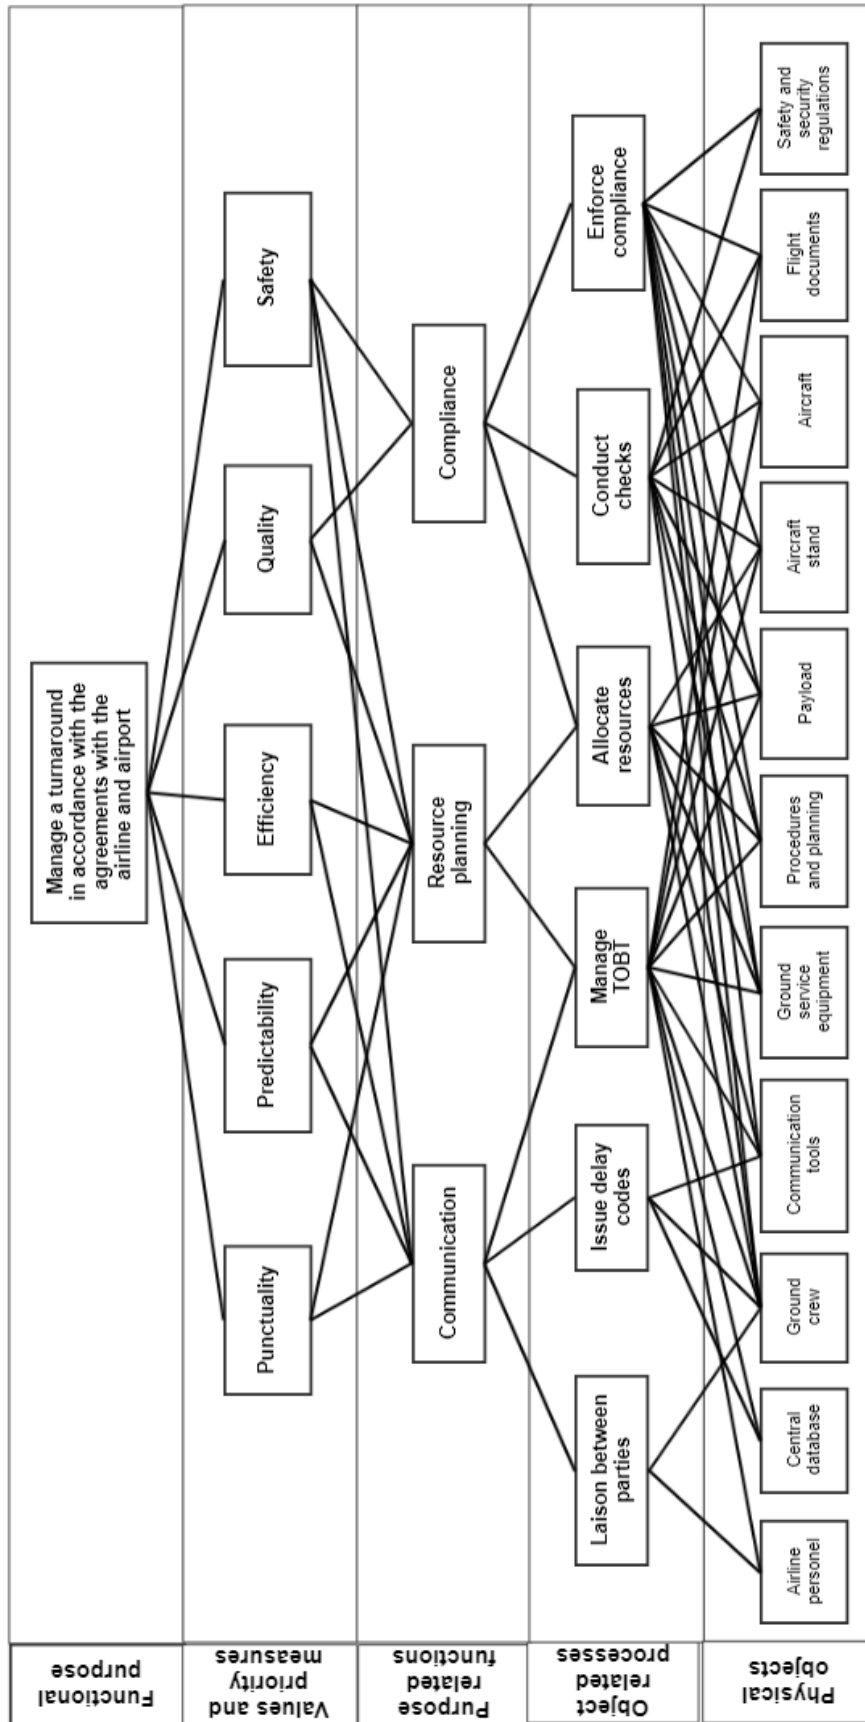 Functional
purpose
Manage a turnaround
in accordance with the
agreements with the
airline and airport
Values and
priority
measures
Punctuality
Predictability
Efficiency
Quality
Safety
Purpose
related
functions
Communication
Resource
planning
Compliance
Object
related
processes
Laison between
parties
Issue delay
codes
Manage
TOBT
Allocate
resources
Conduct
checks
Enforce
compliance
Physical
objects
Airline
personel
Central
database
Ground
crew
Communication
tools
Ground
service
equipment
Procedures
and planning
Payload
Aircraft
stand
Aircraft
Flight
documents
Safety and
security
regulations